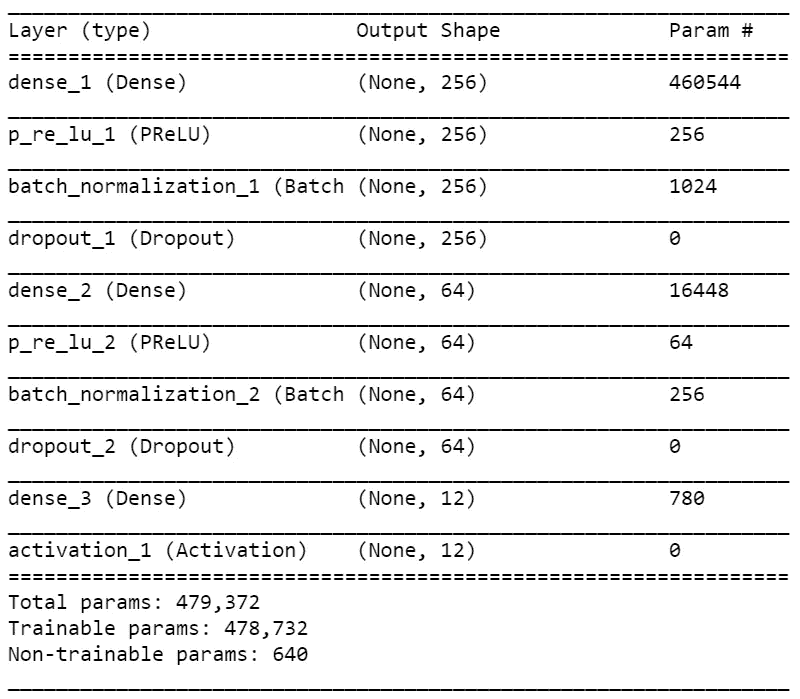 Layer (type) Output Shape Param #
dense_1 (Dense) (None, 256) 460544
p_re_lu_1 (PReLU) (None, 256) 256
batch_normalization_1 (Batch (None, 256) 1024
dropout_1 (Dropout) (None, 256) 0
dense_2 (Dense) (None, 64) 16448
p_re_lu_2 (PReLU) (None, 64) 64
batch_normalization_2 (Batch (None, 64) 256
dropout_2 (Dropout) (None, 64) 0
dense_3 (Dense) (None, 12) 780
activation_1 (Activation) (None, 12) 0
Total params: 479,372
Trainable params: 478,732
Non-trainable params: 640